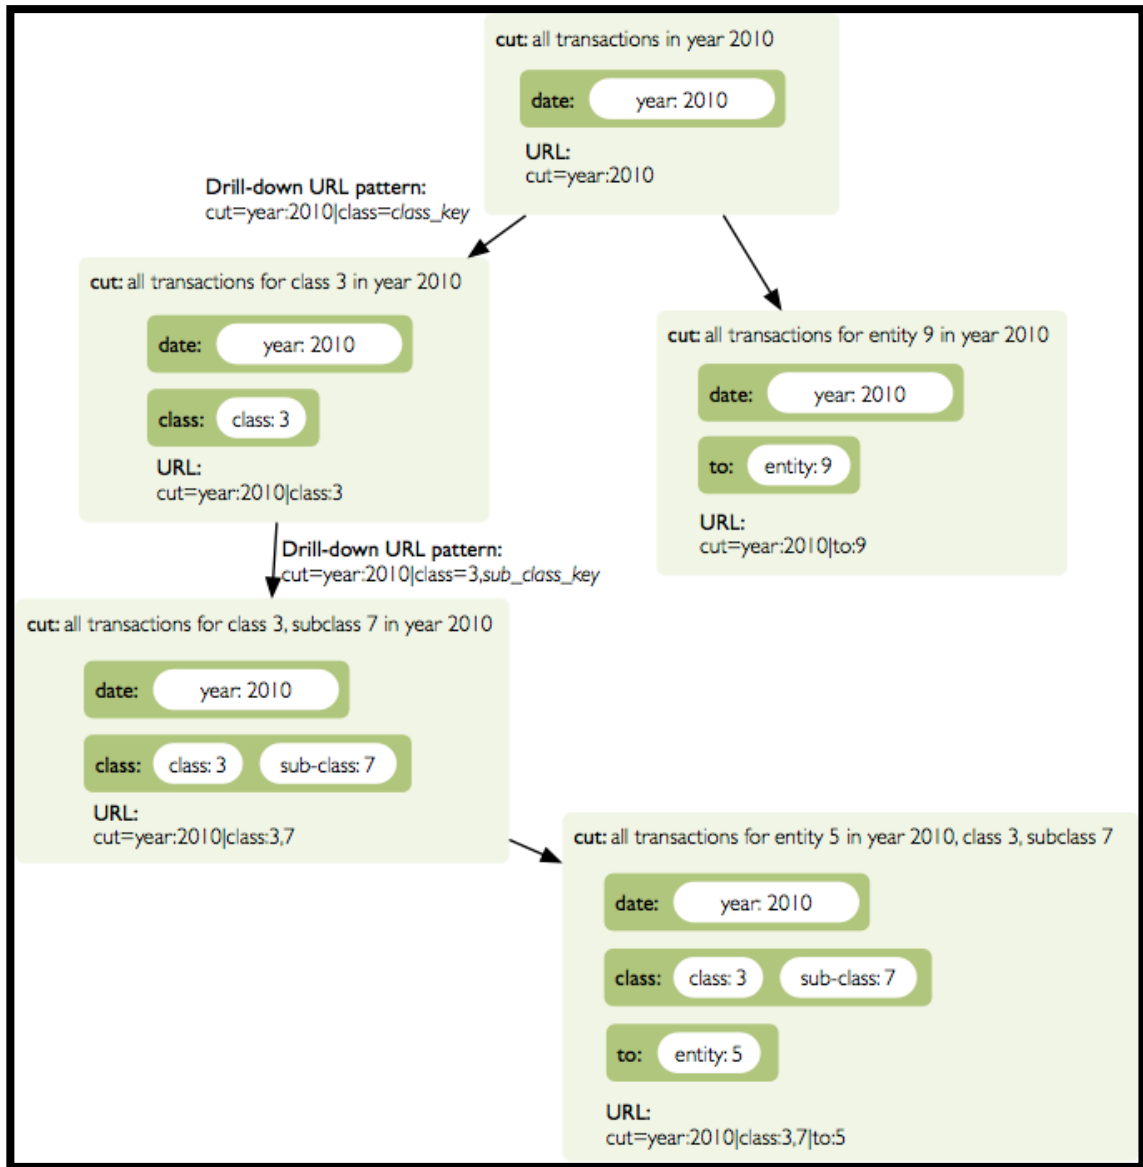 cut: all transactions in year 2010
date: year: 2010
URL:
cut=year:2010
Drill-down URL pattern:
cut=year:2010|class=class_key
cut: all transactions for class 3 in year 2010
date: year: 2010
class: class: 3
URL:
cut=year:2010|class:3
cut: all transactions for entity 9 in year 2010
date: year: 2010
to: entity: 9
URL:
cut=year:2010|to:9
Drill-down URL pattern:
cut=year:2010|class=3,sub_class_key
cut: all transactions for class 3, subclass 7 in year 2010
date: year: 2010
class: class: 3 sub-class: 7
URL:
cut=year:2010|class:3,7
cut: all transactions for entity 5 in year 2010, class 3, subclass 7
date: year: 2010
class: class: 3 sub-class: 7
to: entity: 5
URL:
cut=year:2010|class:3,7|to:5